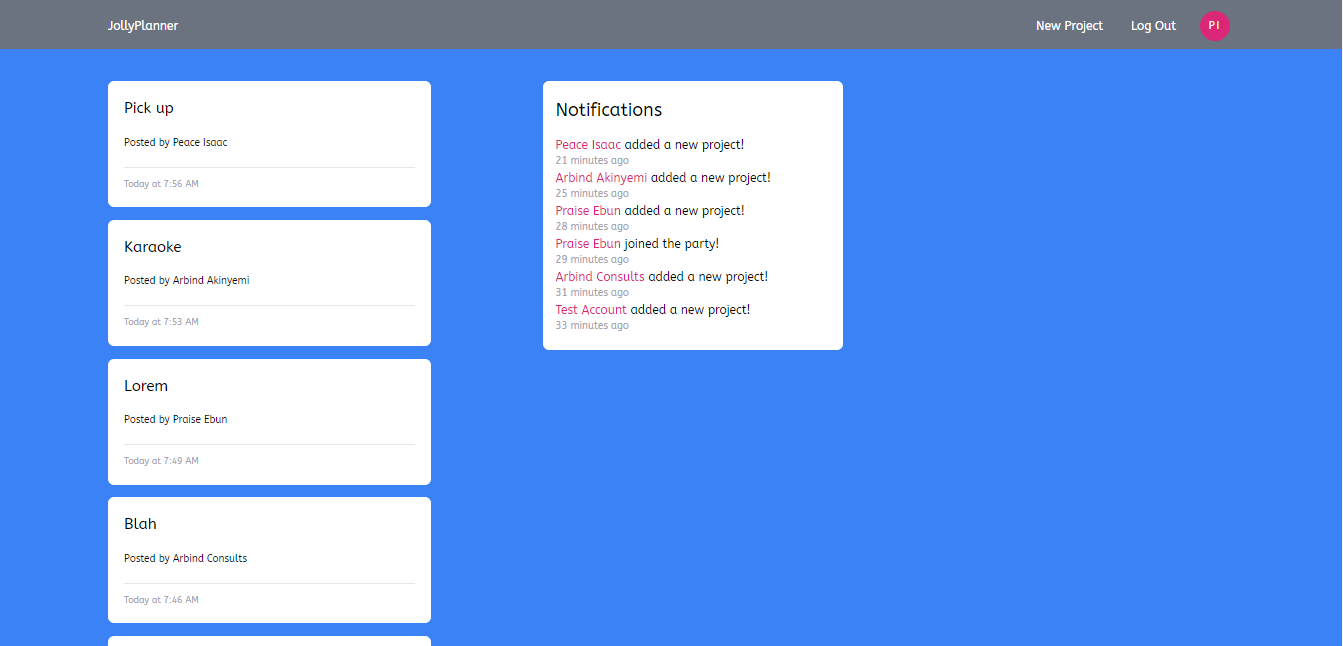 JollyPlanner
New Project
Log Out
PI
Pick up
Posted by Peace Isaac
Today at 7:56 AM
Karaoke
Posted by Arbind Akinyemi
Today at 7:53 AM
Lorem
Posted by Praise Ebun
Today at 7:49 AM
Blah
Posted by Arbind Consults
Today at 7:46 AM
Notifications
Peace Isaac added a new project!
21 minutes ago
Arbind Akinyemi added a new project!
25 minutes ago
Praise Ebun added a new project!
28 minutes ago
Praise Ebun joined the party!
29 minutes ago
Arbind Consults added a new project!
31 minutes ago
Test Account added a new project!
33 minutes ago